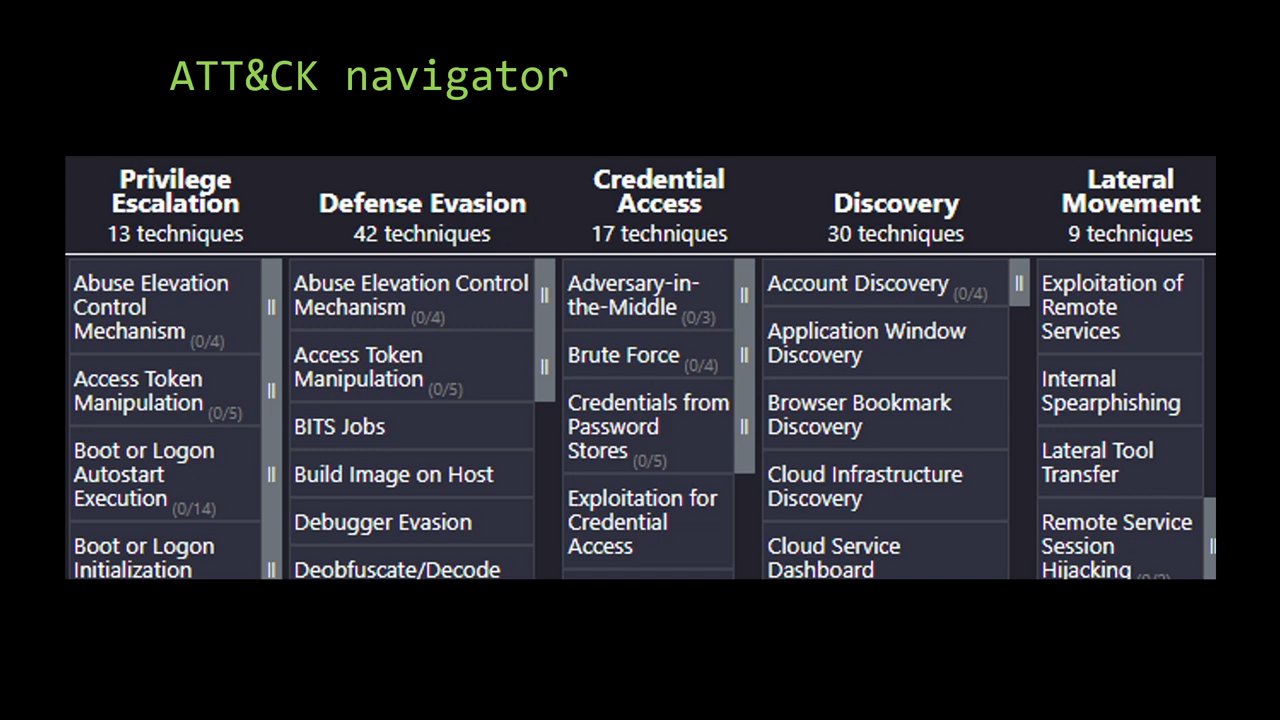 ATT&CK navigator
Privilege
Escalation
13 techniques
Abuse Elevation
Control
Mechanism (0/4)
Access Token
Manipulation (0/5)
Boot or Logon
Autostart
Execution (0/14)
Boot or Logon
Initialization
Defense Evasion
42 techniques
Abuse Elevation Control
Mechanism (0/4)
Access Token
Manipulation (0/5)
BITS Jobs
Build Image on Host
Debugger Evasion
Deobfuscate/Decode
Credential
Access
17 techniques
Adversary-in-
the-Middle (0/3)
Brute Force (0/4)
Credentials from
Password
Stores (0/5)
Exploitation for
Credential
Access
Discovery
30 techniques
Account Discovery (0/4)
Application Window
Discovery
Browser Bookmark
Discovery
Cloud Infrastructure
Discovery
Cloud Service
Dashboard
Lateral
Movement
9 techniques
Exploitation of
Remote
Services
Internal
Spearphishing
Lateral Tool
Transfer
Remote Service
Session
Hijacking